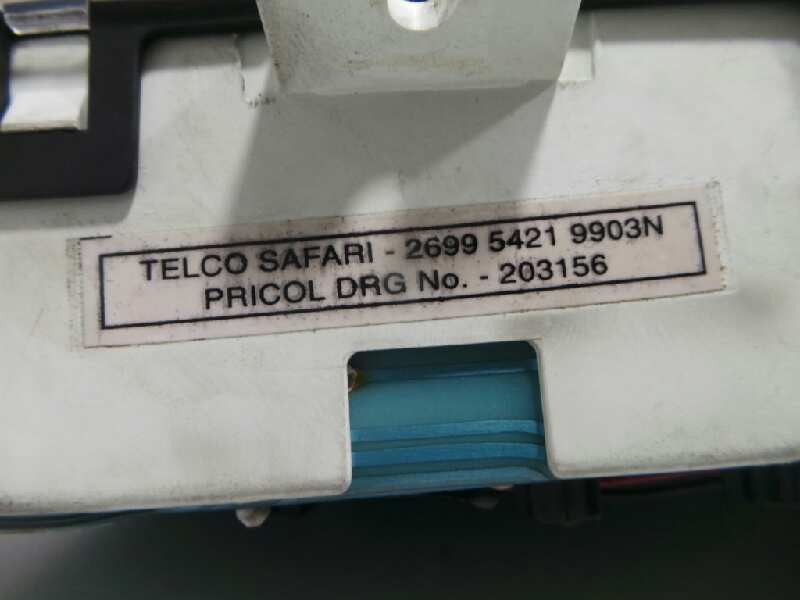 TELCO SAFARI - 2699 5421 9903N
PRICOL DRG No. - 203156